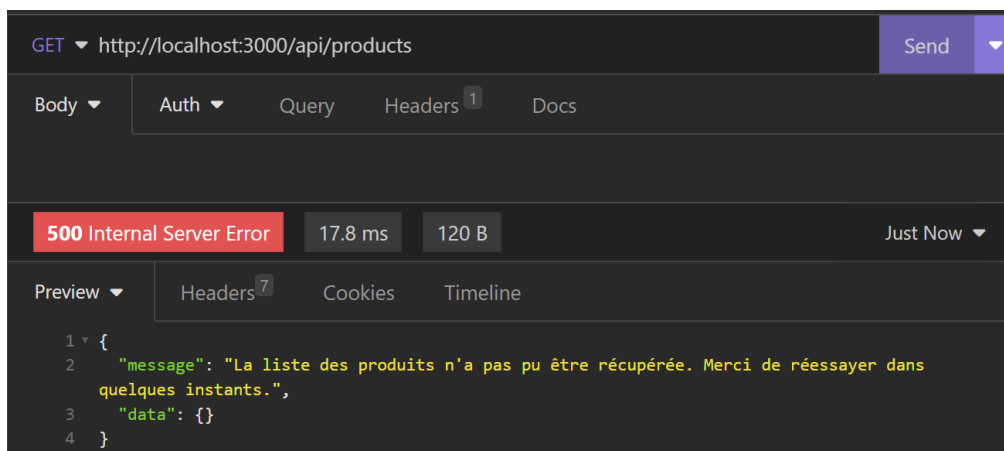 GET http://localhost:3000/api/products Send
Body Auth Query Headers 1 Docs
500 Internal Server Error 17.8 ms 120 B Just Now
Preview Headers 7 Cookies Timeline
1 {
2 "message": "La liste des produits n'a pas pu être récupérée. Merci de réessayer dans
quelques instants.",
3 "data": {}
4 }